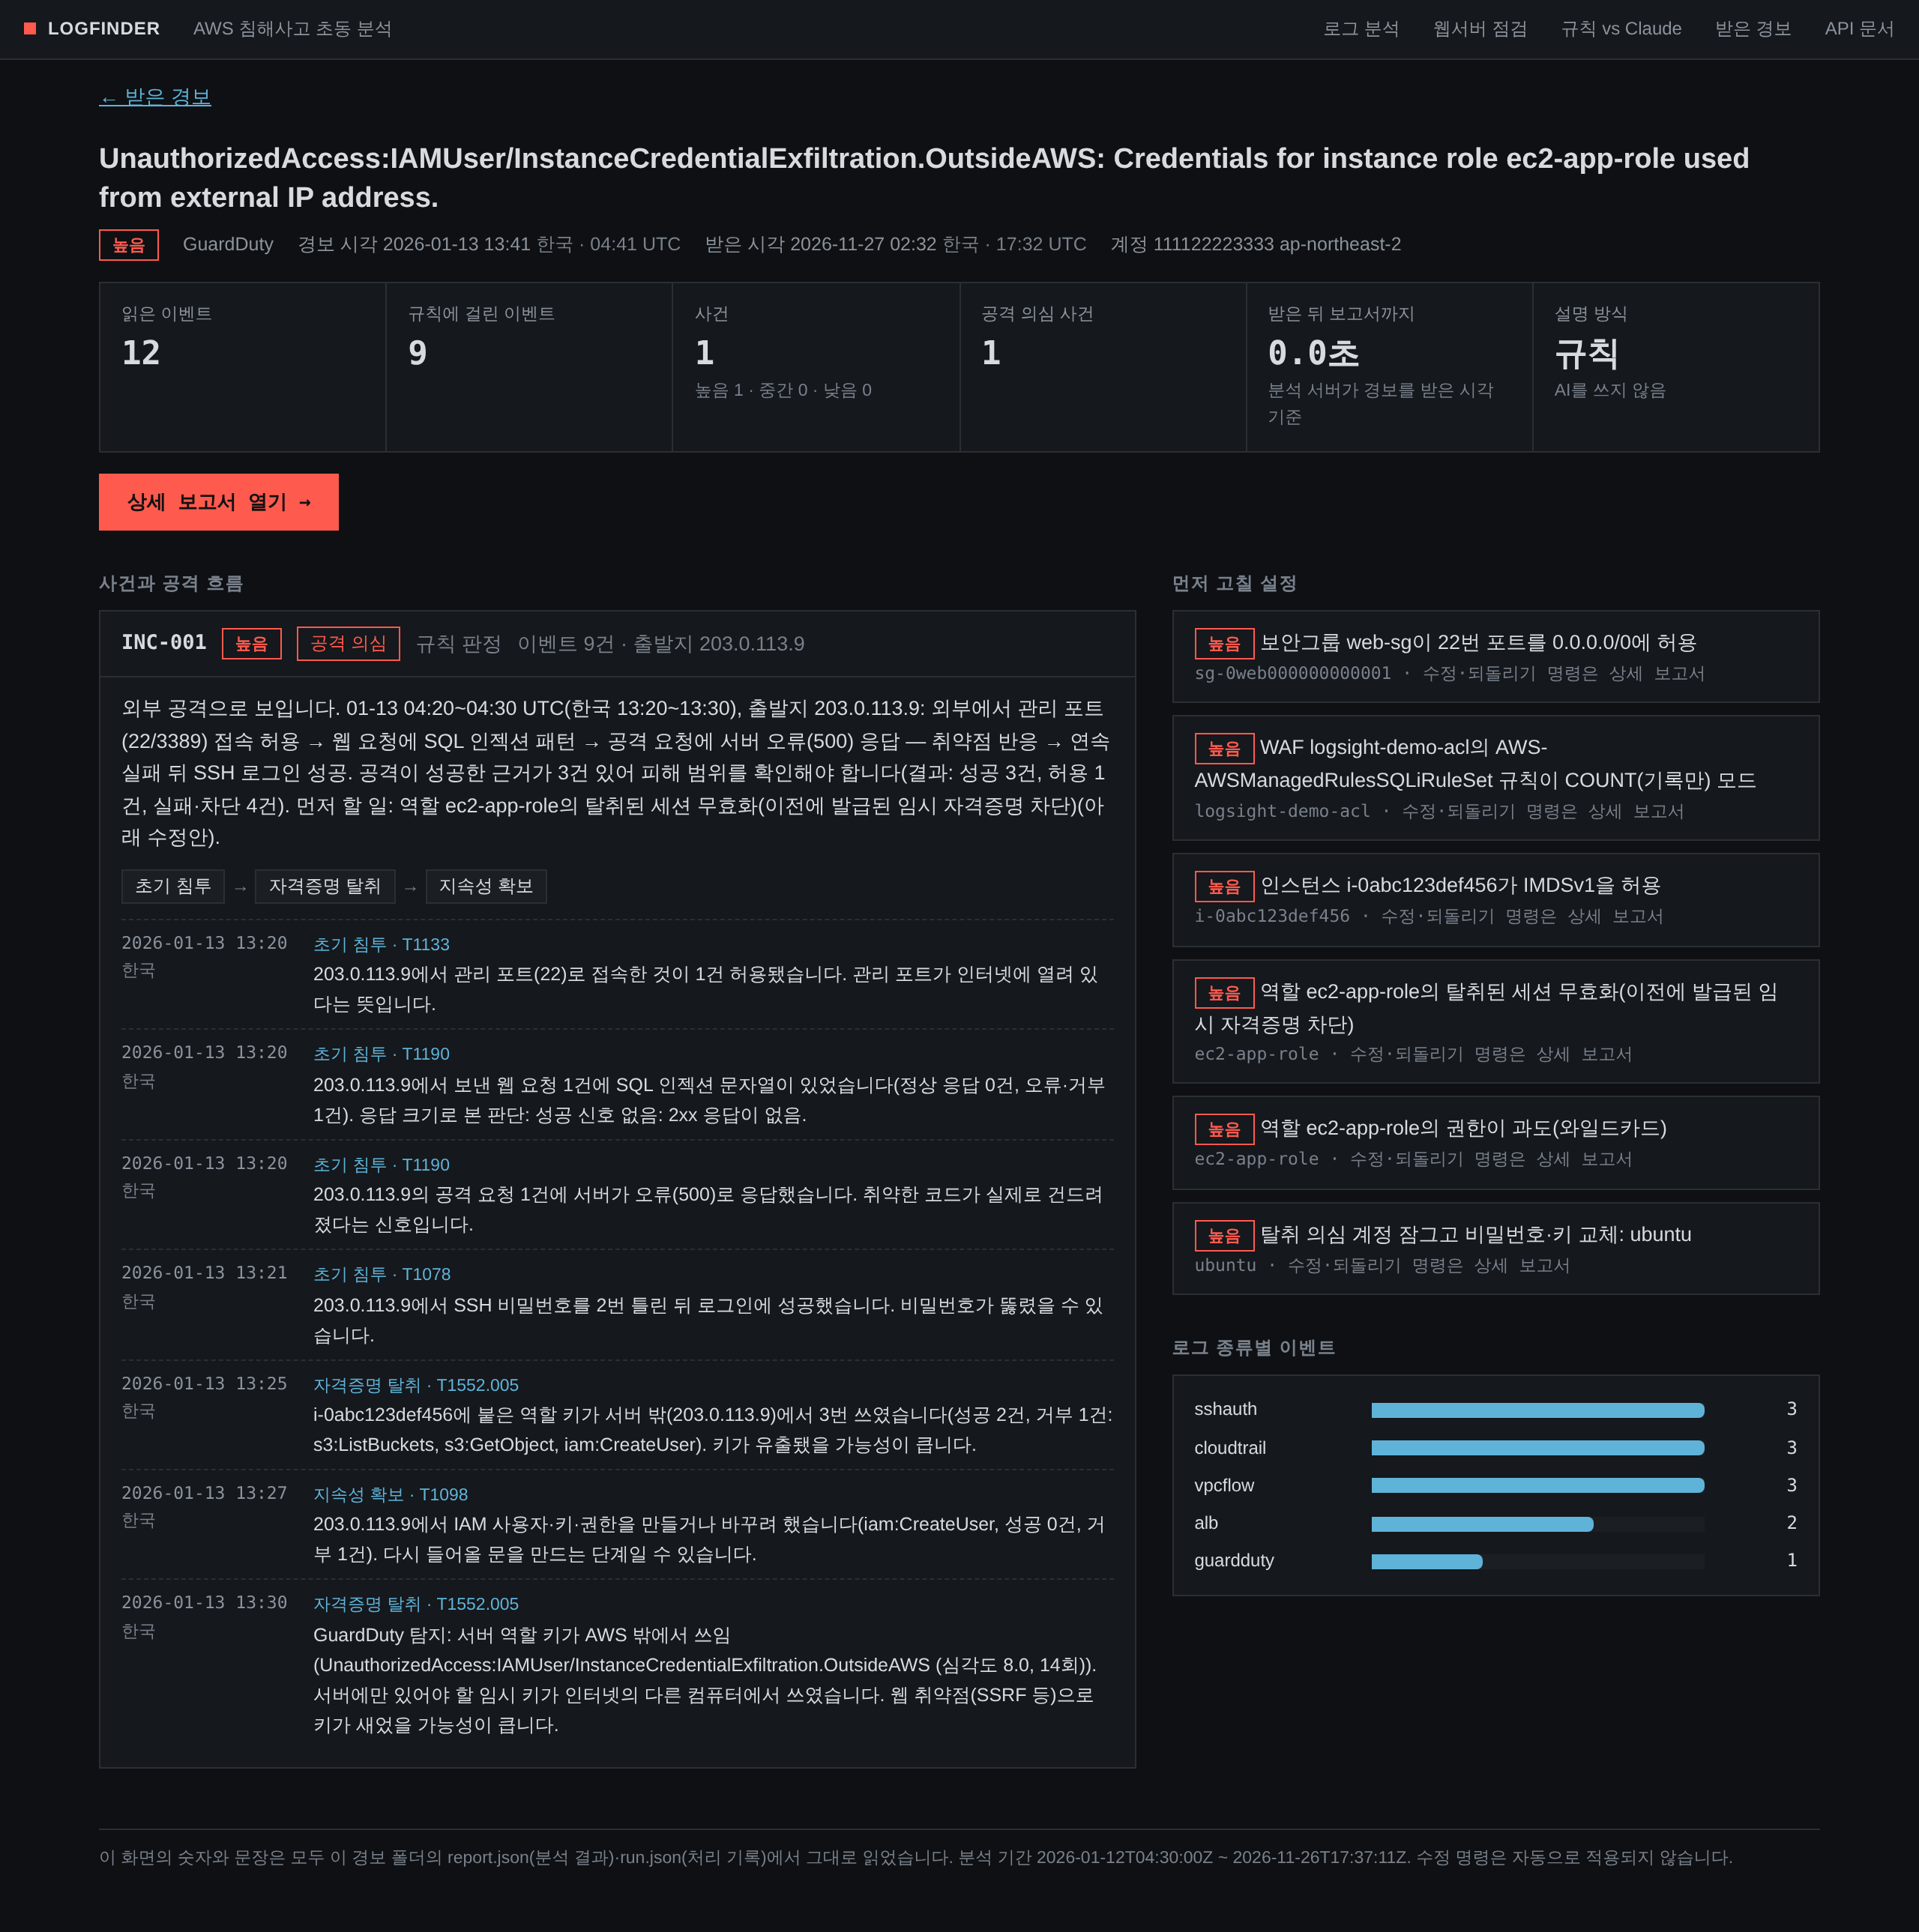 LOGFINDER AWS 침해사고 초동 분석 로그 분석 웹서버 점검 규칙 vs Claude 받은 경보 API 문서
← 받은 경보
UnauthorizedAccess:IAMUser/InstanceCredentialExfiltration.OutsideAWS: Credentials for instance role ec2-app-role used
from external IP address.
높음 GuardDuty 경보 시각 2026-01-13 13:41 한국 · 04:41 UTC 받은 시각 2026-11-27 02:32 한국 · 17:32 UTC 계정 111122223333 ap-northeast-2
읽은 이벤트
12
규칙에 걸린 이벤트
9
사건
1
높음 1 · 중간 0 · 낮음 0
공격 의심 사건
1
받은 뒤 보고서까지
0.0초
분석 서버가 경보를 받은 시각
기준
설명 방식
규칙
AI를 쓰지 않음
상세 보고서 열기 →
사건과 공격 흐름
INC-001 높음 공격 의심 규칙 판정 이벤트 9건 · 출발지 203.0.113.9
외부 공격으로 보입니다. 01-13 04:20~04:30 UTC(한국 13:20~13:30), 출발지 203.0.113.9: 외부에서 관리 포트
(22/3389) 접속 허용 → 웹 요청에 SQL 인젝션 패턴 → 공격 요청에 서버 오류(500) 응답 — 취약점 반응 → 연속
실패 뒤 SSH 로그인 성공. 공격이 성공한 근거가 3건 있어 피해 범위를 확인해야 합니다(결과: 성공 3건, 허용 1
건, 실패·차단 4건). 먼저 할 일: 역할 ec2-app-role의 탈취된 세션 무효화(이전에 발급된 임시 자격증명 차단)(아
래 수정안).
초기 침투 → 자격증명 탈취 → 지속성 확보
2026-01-13 13:20
한국
초기 침투 · T1133
203.0.113.9에서 관리 포트(22)로 접속한 것이 1건 허용됐습니다. 관리 포트가 인터넷에 열려 있
다는 뜻입니다.
2026-01-13 13:20
한국
초기 침투 · T1190
203.0.113.9에서 보낸 웹 요청 1건에 SQL 인젝션 문자열이 있었습니다(정상 응답 0건, 오류·거부
1건). 응답 크기로 본 판단: 성공 신호 없음: 2xx 응답이 없음.
2026-01-13 13:20
한국
초기 침투 · T1190
203.0.113.9의 공격 요청 1건에 서버가 오류(500)로 응답했습니다. 취약한 코드가 실제로 건드려
졌다는 신호입니다.
2026-01-13 13:21
한국
초기 침투 · T1078
203.0.113.9에서 SSH 비밀번호를 2번 틀린 뒤 로그인에 성공했습니다. 비밀번호가 뚫렸을 수 있
습니다.
2026-01-13 13:25
한국
자격증명 탈취 · T1552.005
i-0abc123def456에 붙은 역할 키가 서버 밖(203.0.113.9)에서 3번 쓰였습니다(성공 2건, 거부 1건:
s3:ListBuckets, s3:GetObject, iam:CreateUser). 키가 유출됐을 가능성이 큽니다.
2026-01-13 13:27
한국
지속성 확보 · T1098
203.0.113.9에서 IAM 사용자·키·권한을 만들거나 바꾸려 했습니다(iam:CreateUser, 성공 0건, 거
부 1건). 다시 들어올 문을 만드는 단계일 수 있습니다.
2026-01-13 13:30
한국
자격증명 탈취 · T1552.005
GuardDuty 탐지: 서버 역할 키가 AWS 밖에서 쓰임
(UnauthorizedAccess:IAMUser/InstanceCredentialExfiltration.OutsideAWS (심각도 8.0, 14회)).
서버에만 있어야 할 임시 키가 인터넷의 다른 컴퓨터에서 쓰였습니다. 웹 취약점(SSRF 등)으로
키가 새었을 가능성이 큽니다.
먼저 고칠 설정
높음 보안그룹 web-sg이 22번 포트를 0.0.0.0/0에 허용
sg-0web000000000001 · 수정·되돌리기 명령은 상세 보고서
높음 WAF logsight-demo-acl의 AWS-
AWSManagedRulesSQLiRuleSet 규칙이 COUNT(기록만) 모드
logsight-demo-acl · 수정·되돌리기 명령은 상세 보고서
높음 인스턴스 i-0abc123def456가 IMDSv1을 허용
i-0abc123def456 · 수정·되돌리기 명령은 상세 보고서
높음 역할 ec2-app-role의 탈취된 세션 무효화(이전에 발급된 임
시 자격증명 차단)
ec2-app-role · 수정·되돌리기 명령은 상세 보고서
높음 역할 ec2-app-role의 권한이 과도(와일드카드)
ec2-app-role · 수정·되돌리기 명령은 상세 보고서
높음 탈취 의심 계정 잠그고 비밀번호·키 교체: ubuntu
ubuntu · 수정·되돌리기 명령은 상세 보고서
로그 종류별 이벤트
sshauth 3
cloudtrail 3
vpcflow 3
alb 2
guardduty 1
이 화면의 숫자와 문장은 모두 이 경보 폴더의 report.json(분석 결과)·run.json(처리 기록)에서 그대로 읽었습니다. 분석 기간 2026-01-12T04:30:00Z ~ 2026-11-26T17:37:11Z. 수정 명령은 자동으로 적용되지 않습니다.